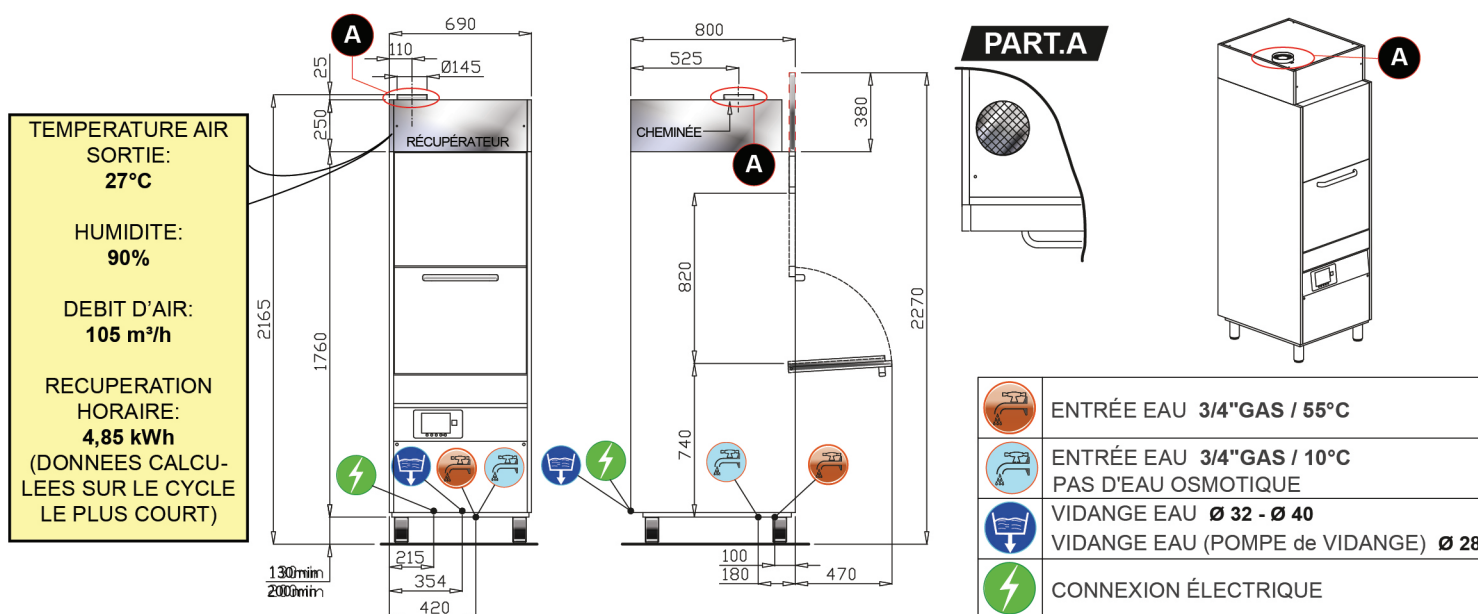 TEMPERATURE AIR
SORTIE:
27°C
HUMIDITE:
90%
DEBIT D'AIR:
105 m³/h
RECUPERATION
HORAIRE:
4,85 kWh
(DONNEES CALCU-
LEES SUR LE CYCLE
LE PLUS COURT)
A
690
110
Ø145
25
250
RÉCUPÉRATEUR
2165
1760
130min
200min
215
354
420
800
525
CHEMINÉE
A
380
820
740
2270
100
180
470
PART.A
A
ENTRÉE EAU 3/4"GAS / 55°C
ENTRÉE EAU 3/4"GAS / 10°C
PAS D'EAU OSMOTIQUE
VIDANGE EAU Ø 32 - Ø 40
VIDANGE EAU (POMPE de VIDANGE) Ø 28
CONNEXION ÉLECTRIQUE